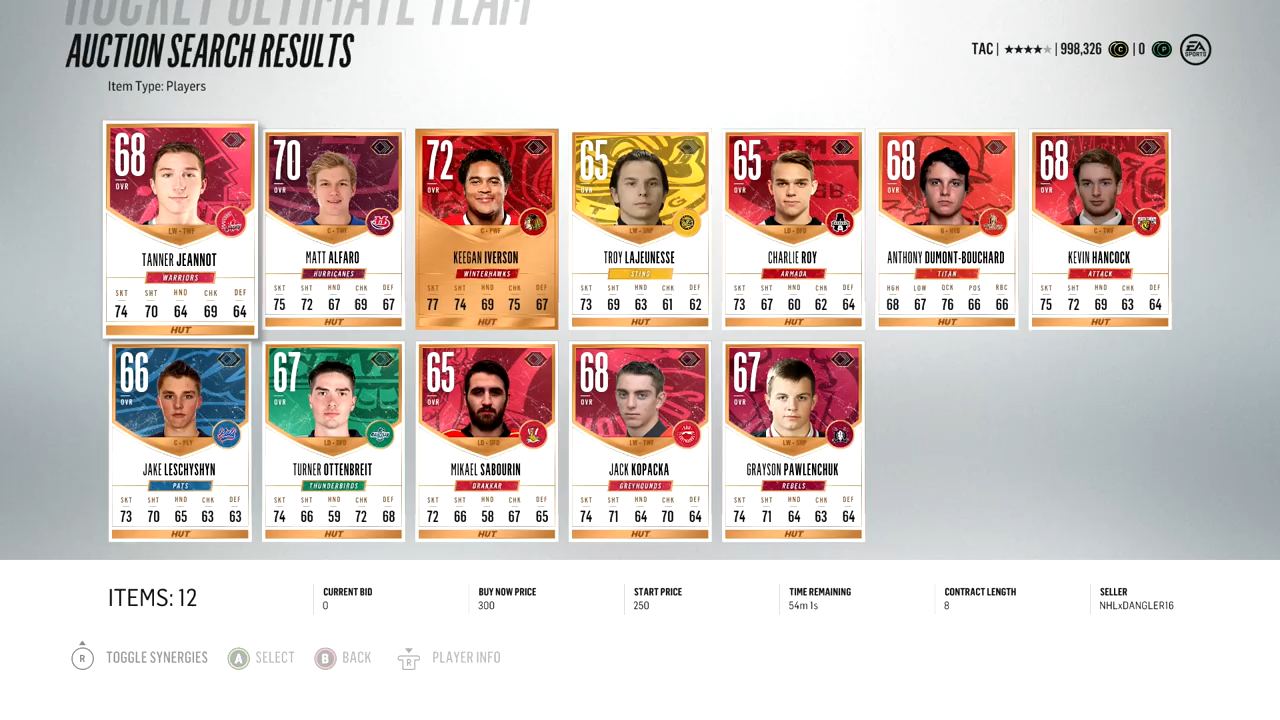 HOCKEY ULTIMATE TEAM
AUCTION SEARCH RESULTS
TAC | ★★★★★ | 998,326 C | 0 P EA SPORTS
Item Type: Players
68 OVR
LW - TWF
TANNER JEANNOT
WARRIORS
SKT SHT HND CHK DEF
74 70 64 69 64
HUT
70 OVR
C - TWF
MATT ALFARO
HURRICANES
SKT SHT HND CHK DEF
75 72 67 69 67
HUT
72 OVR
C - PWF
KEEGAN IVERSON
WINTERHAWKS
SKT SHT HND CHK DEF
77 74 69 75 67
HUT
65 OVR
LW - SNP
TROY LAJEUNESSE
STING
SKT SHT HND CHK DEF
73 69 63 61 62
HUT
65 OVR
LD - OFD
CHARLIE ROY
ARMADA
SKT SHT HND CHK DEF
73 67 60 62 64
HUT
68 OVR
G - HYB
ANTHONY DUMONT-BOUCHARD
TITAN
HGH LOW QCK POS RBC
68 67 76 66 66
HUT
68 OVR
C - TWF
KEVIN HANCOCK
ATTACK
SKT SHT HND CHK DEF
75 72 69 63 64
HUT
66 OVR
C - PLY
JAKE LESCHYSHYN
PATS
SKT SHT HND CHK DEF
73 70 65 63 63
HUT
67 OVR
LD - DFD
TURNER OTTENBREIT
THUNDERBIRDS
SKT SHT HND CHK DEF
74 66 59 72 68
HUT
65 OVR
LD - DFD
MIKAEL SABOURIN
DRAKKAR
SKT SHT HND CHK DEF
72 66 58 67 65
HUT
68 OVR
LW - TWF
JACK KOPACKA
GREYHOUNDS
SKT SHT HND CHK DEF
74 71 64 70 64
HUT
67 OVR
LW - SNP
GRAYSON PAWLENCHUK
REBELS
SKT SHT HND CHK DEF
74 71 64 63 64
HUT
ITEMS: 12
CURRENT BID
0
BUY NOW PRICE
300
START PRICE
250
TIME REMAINING
54m 1s
CONTRACT LENGTH
8
SELLER
NHLxDANGLER16
R TOGGLE SYNERGIES A SELECT B BACK R PLAYER INFO